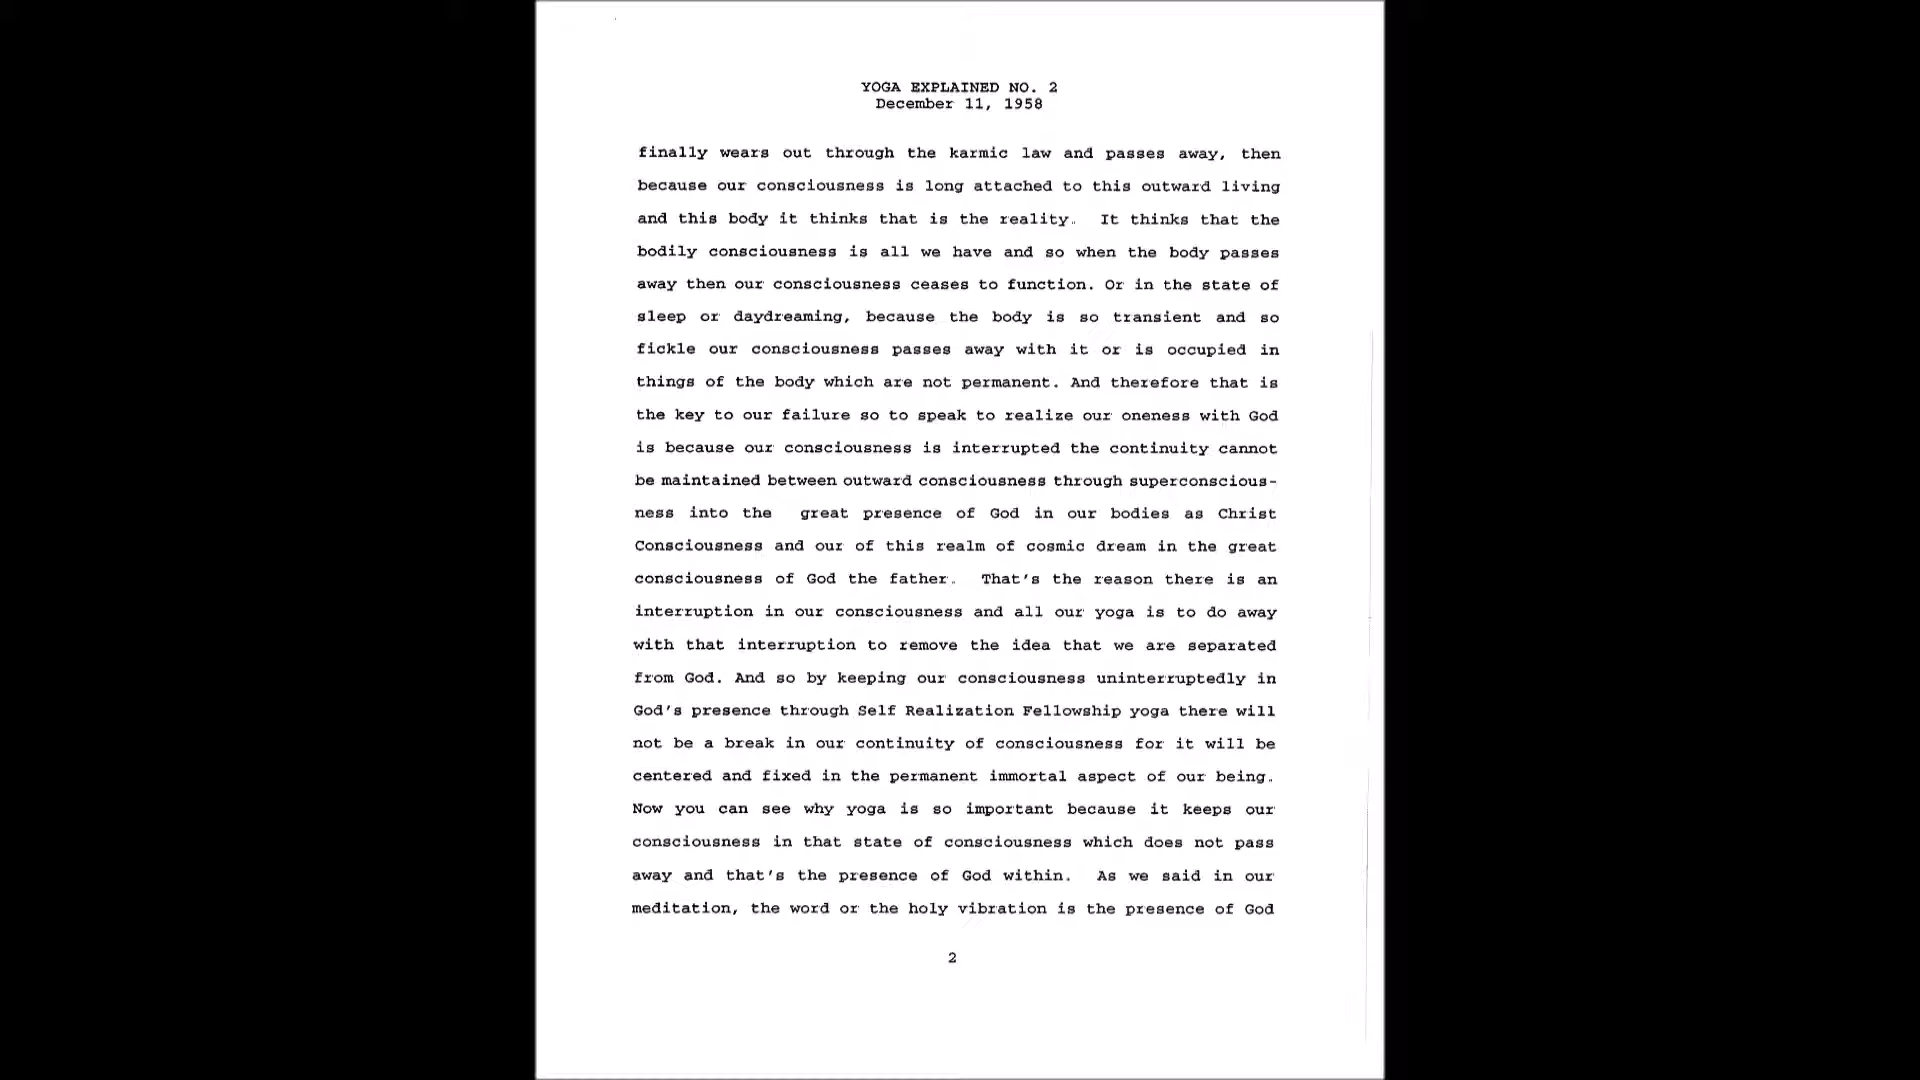 YOGA EXPLAINED NO. 2
December 11, 1958
finally wears out through the karmic law and passes away, then
because our consciousness is long attached to this outward living
and this body it thinks that is the reality. It thinks that the
bodily consciousness is all we have and so when the body passes
away then our consciousness ceases to function. Or in the state of
sleep or daydreaming, because the body is so transient and so
fickle our consciousness passes away with it or is occupied in
things of the body which are not permanent. And therefore that is
the key to our failure so to speak to realize our oneness with God
is because our consciousness is interrupted the continuity cannot
be maintained between outward consciousness through superconscious-
ness into the great presence of God in our bodies as Christ
Consciousness and our of this realm of cosmic dream in the great
consciousness of God the father. That's the reason there is an
interruption in our consciousness and all our yoga is to do away
with that interruption to remove the idea that we are separated
from God. And so by keeping our consciousness uninterruptedly in
God's presence through Self Realization Fellowship yoga there will
not be a break in our continuity of consciousness for it will be
centered and fixed in the permanent immortal aspect of our being.
Now you can see why yoga is so important because it keeps our
consciousness in that state of consciousness which does not pass
away and that's the presence of God within. As we said in our
meditation, the word or the holy vibration is the presence of God
2